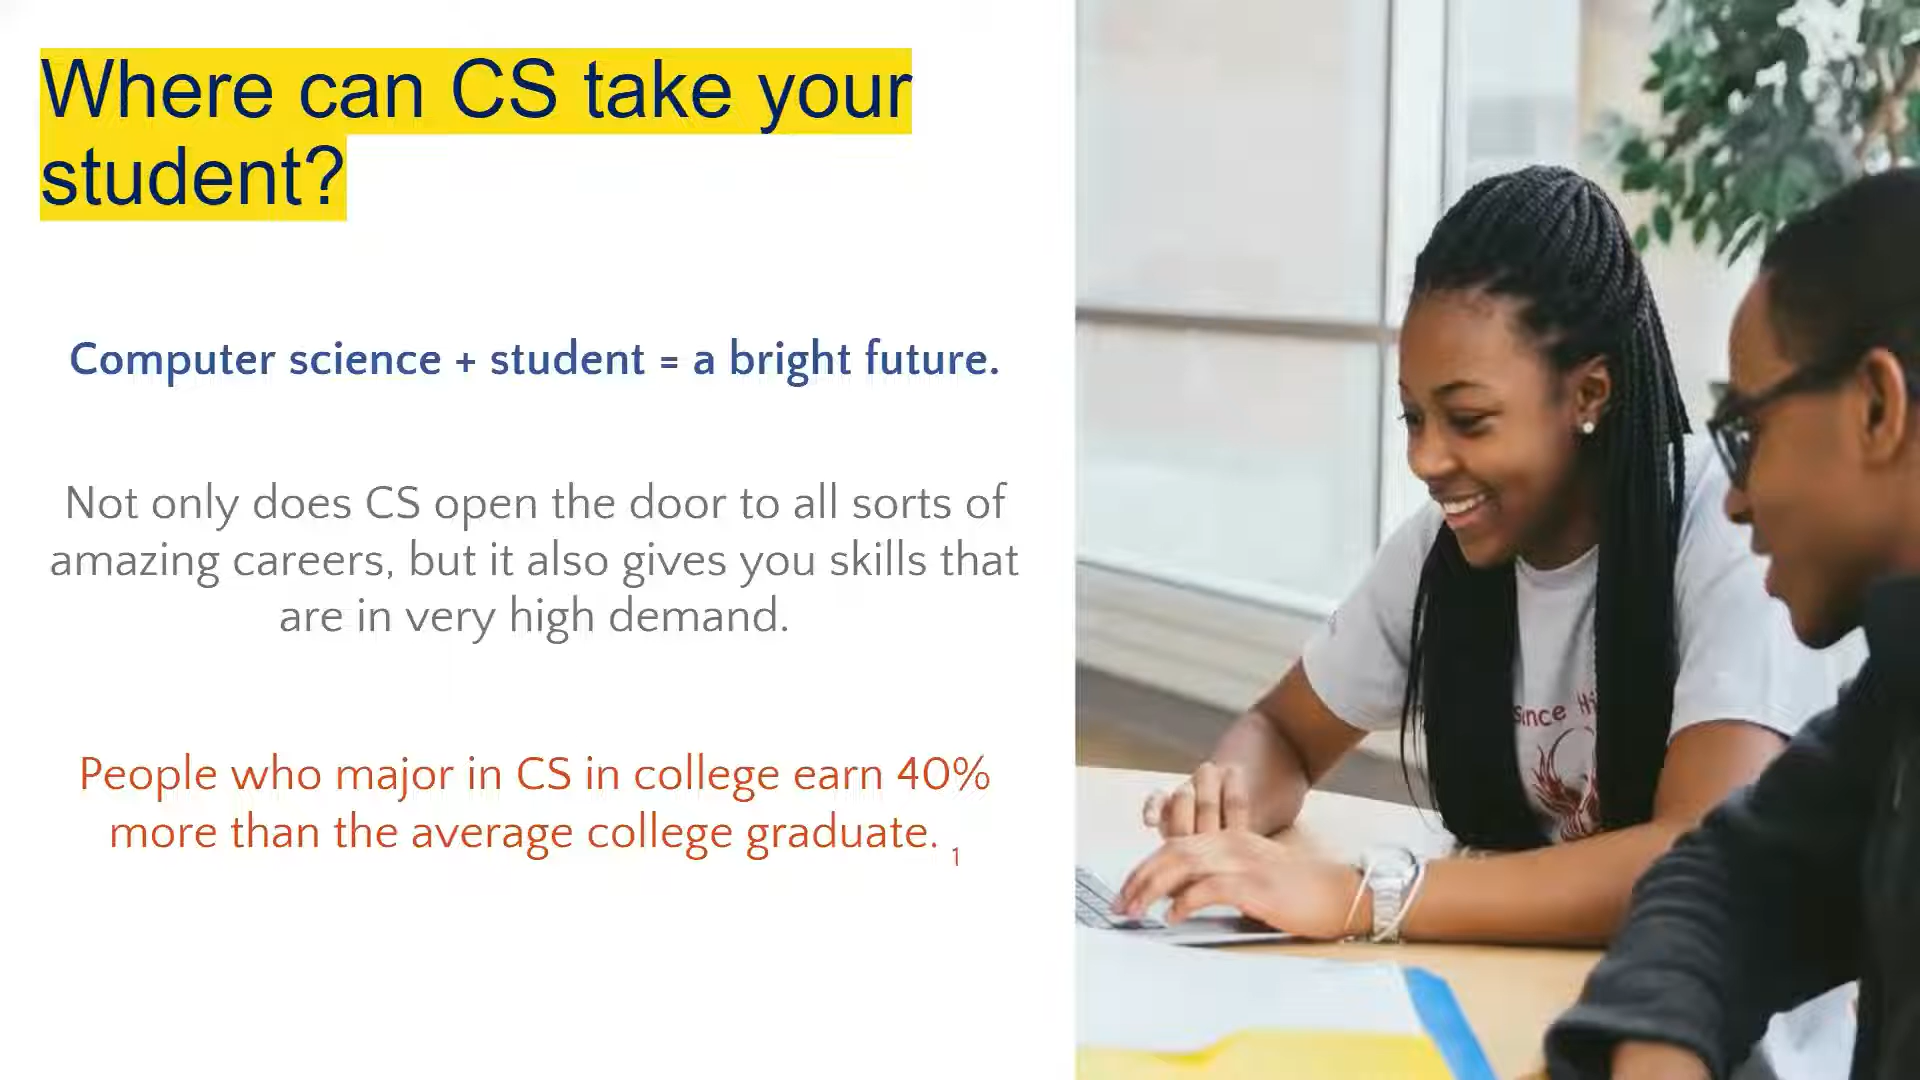 Where can CS take your
student?
Computer science + student = a bright future.
Not only does CS open the door to all sorts of
amazing careers, but it also gives you skills that
are in very high demand.
People who major in CS in college earn 40%
more than the average college graduate. 1